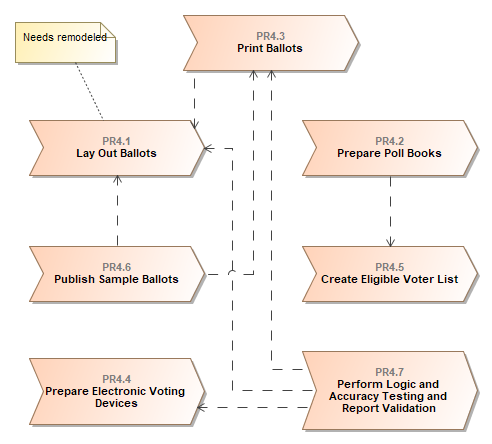 Needs remodeled
PR4.3
Print Ballots
PR4.1
Lay Out Ballots
PR4.2
Prepare Poll Books
PR4.6
Publish Sample Ballots
PR4.5
Create Eligible Voter List
PR4.4
Prepare Electronic Voting
Devices
PR4.7
Perform Logic and
Accuracy Testing and
Report Validation